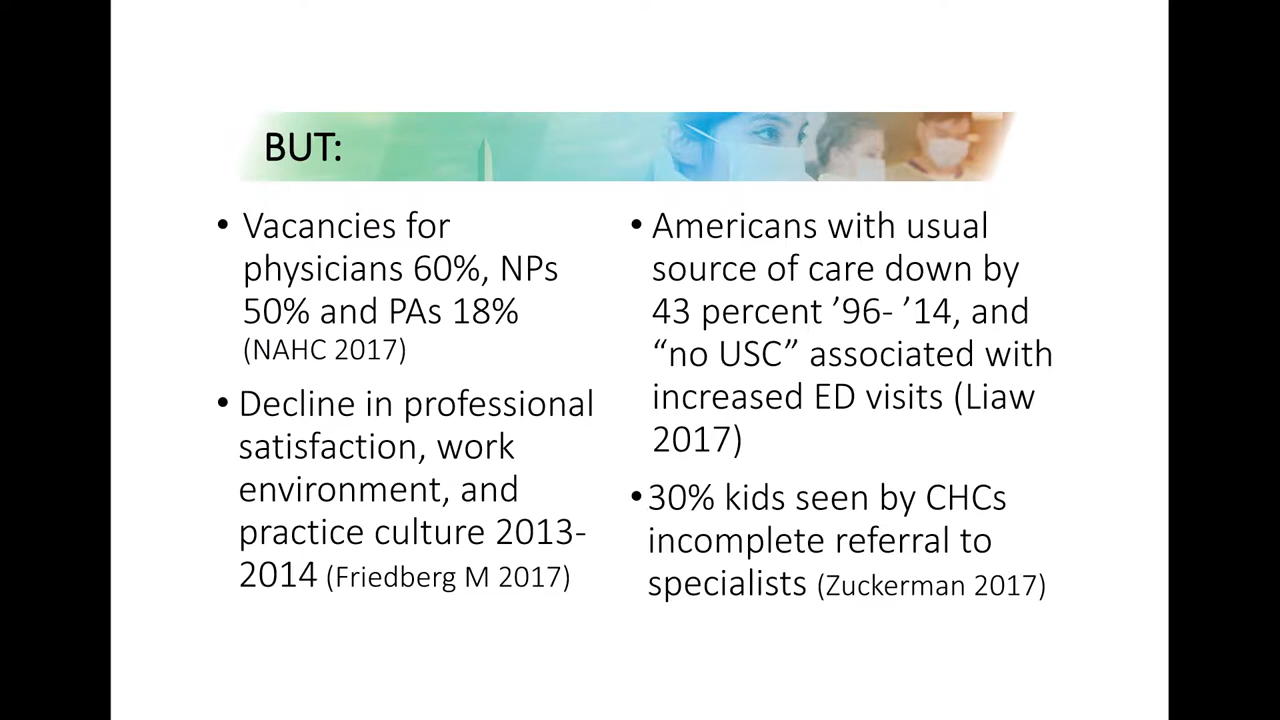 BUT:
• Vacancies for
physicians 60%, NPs
50% and PAs 18%
(NAHC 2017)
• Decline in professional
satisfaction, work
environment, and
practice culture 2013-
2014 (Friedberg M 2017)
• Americans with usual
source of care down by
43 percent ’96- ’14, and
“no USC” associated with
increased ED visits (Liaw
2017)
• 30% kids seen by CHCs
incomplete referral to
specialists (Zuckerman 2017)